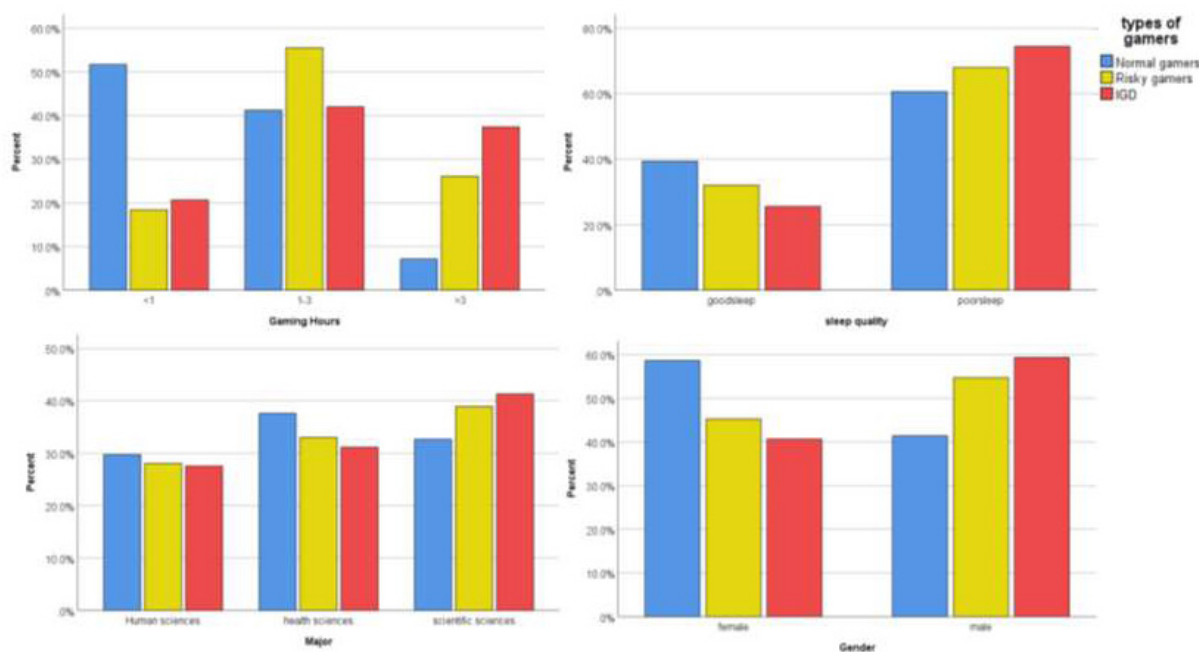 60.0%
50.0%
40.0%
30.0%
20.0%
10.0%
.0%
Percent
<1
1-3
>3
Gaming Hours
80.0%
60.0%
40.0%
20.0%
.0%
Percent
goodsleep
poorsleep
sleep quality
types of
gamers
Normal gamers
Risky gamers
IGD
50.0%
40.0%
30.0%
20.0%
10.0%
.0%
Percent
Human sciences
health sciences
scientific sciences
Major
60.0%
50.0%
40.0%
30.0%
20.0%
10.0%
.0%
Percent
female
male
Gender